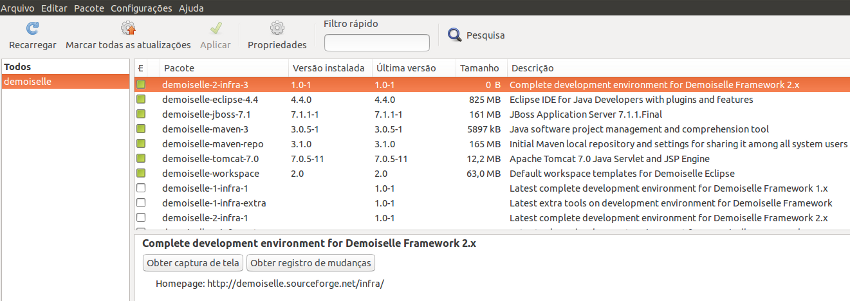 Arquivo Editar Pacote Configurações Ajuda
Filtro rápido
Recarregar Marcar todas as atualizações Aplicar Propriedades Pesquisa
Todos
demoiselle
E Pacote Versão instalada Última versão Tamanho Descrição
demoiselle-2-infra-3 1.0-1 1.0-1 0 B Complete development environment for Demoiselle Framework 2.x
demoiselle-eclipse-4.4 4.4.0 4.4.0 825 MB Eclipse IDE for Java Developers with plugins and features
demoiselle-jboss-7.1 7.1.1-1 7.1.1-1 161 MB JBoss Application Server 7.1.1.Final
demoiselle-maven-3 3.0.5-1 3.0.5-1 5897 kB Java software project management and comprehension tool
demoiselle-maven-repo 3.1.0 3.1.0 165 MB Initial Maven local repository and settings for sharing it among all system users
demoiselle-tomcat-7.0 7.0.5-11 7.0.5-11 12,2 MB Apache Tomcat 7.0 Java Servlet and JSP Engine
demoiselle-workspace 2.0 2.0 63,0 MB Default workspace templates for Demoiselle Eclipse
demoiselle-1-infra-1 1.0-1 Latest complete development environment for Demoiselle Framework 1.x
demoiselle-1-infra-extra 1.0-1 Latest extra tools on development environment for Demoiselle Framework
demoiselle-2-infra-1 1.0-1 Latest complete development environment for Demoiselle Framework 2.x
Complete development environment for Demoiselle Framework 2.x
Obter captura de tela Obter registro de mudanças
Homepage: http://demoiselle.sourceforge.net/infra/